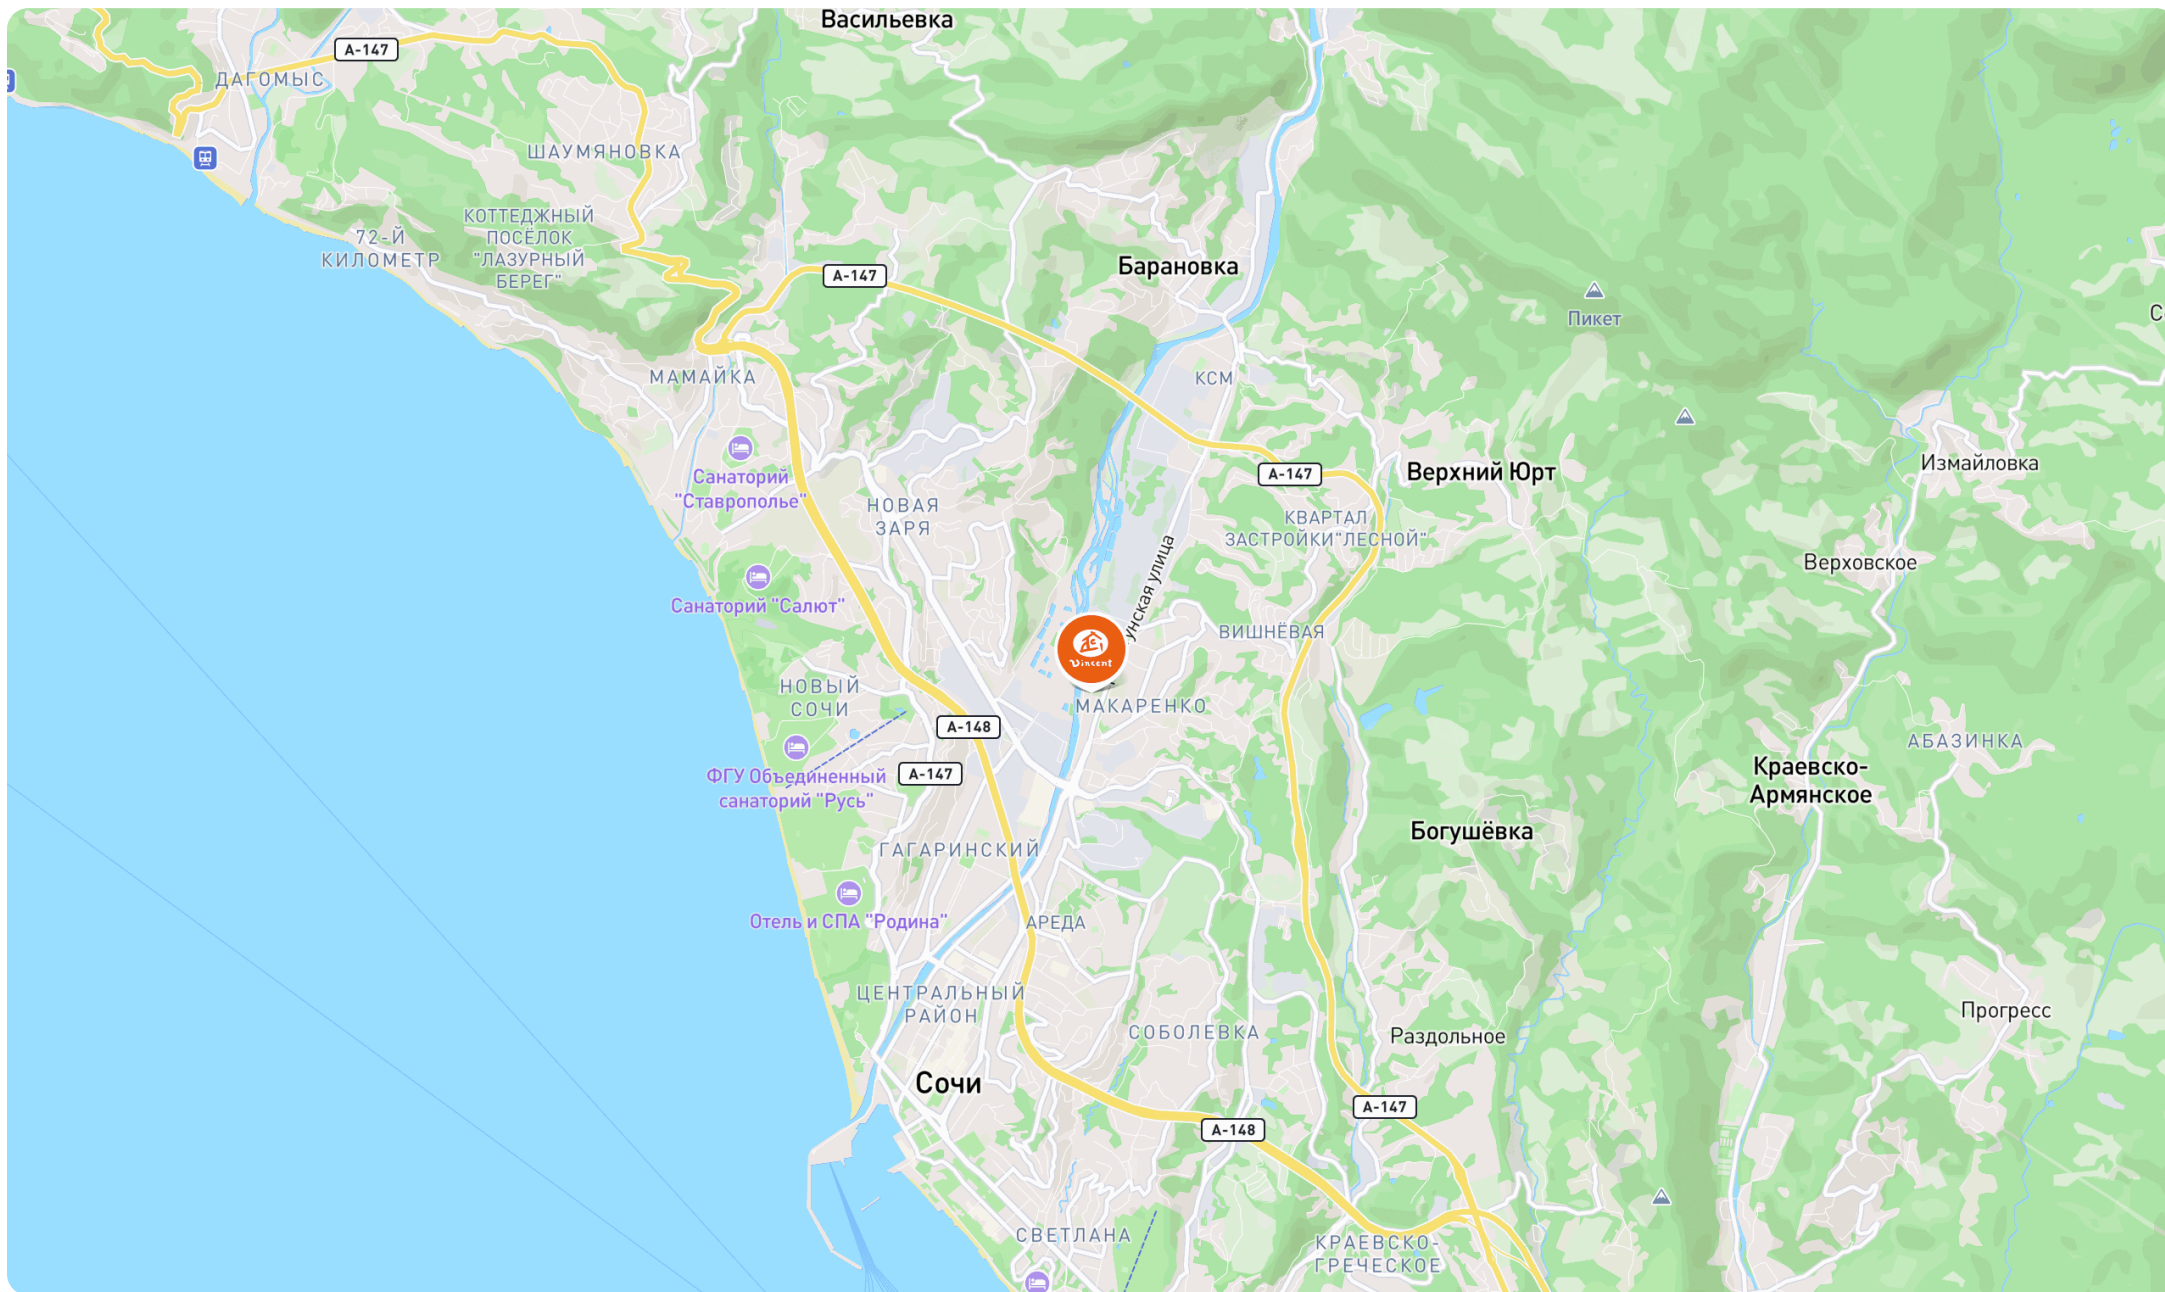 Васильевка
А-147
ДАГОМЫС
ШАУМЯНОВКА
КОТТЕДЖНЫЙ
ПОСЁЛОК
"ЛАЗУРНЫЙ
БЕРЕГ"
72-Й
КИЛОМЕТР
Барановка
А-147
Пикет
МАМАЙКА
КСМ
Санаторий
"Ставрополье"
А-147
Верхний Юрт
Измайловка
НОВАЯ
ЗАРЯ
КВАРТАЛ
ЗАСТРОЙКИ"ЛЕСНОЙ"
Верховское
Санаторий "Салют"
унская улица
ВИШНЁВАЯ
Vincent
НОВЫЙ
СОЧИ
МАКАРЕНКО
А-148
АБАЗИНКА
А-147
ФГУ Объединенный
санаторий "Русь"
Краевско-
Армянское
Богушёвка
ГАГАРИНСКИЙ
Отель и СПА "Родина"
АРЕДА
ЦЕНТРАЛЬНЫЙ
РАЙОН
СОБОЛЕВКА
Раздольное
Прогресс
Сочи
А-147
А-148
СВЕТЛАНА
КРАЕВСКО-
ГРЕЧЕСКОЕ